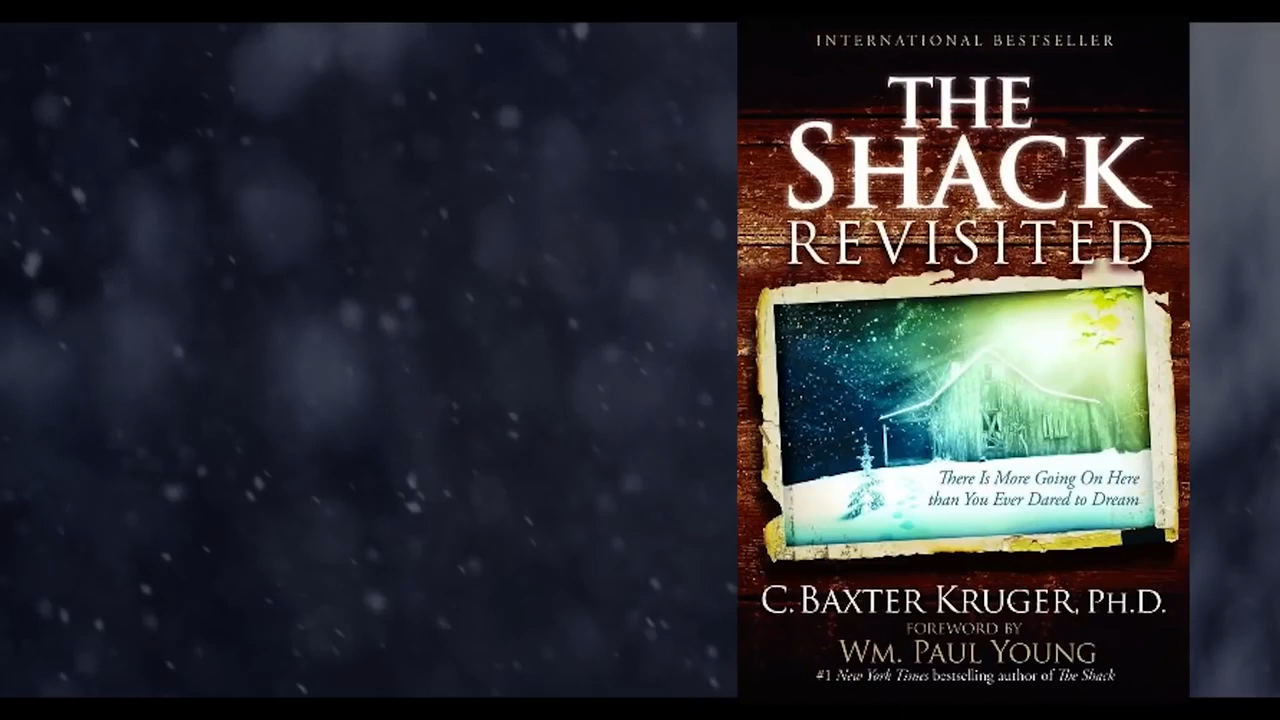 INTERNATIONAL BESTSELLER
THE
SHACK
REVISITED
There Is More Going On Here
than You Ever Dared to Dream
C. BAXTER KRUGER, PH.D.
FOREWORD BY
WM. PAUL YOUNG
#1 New York Times bestselling author of The Shack